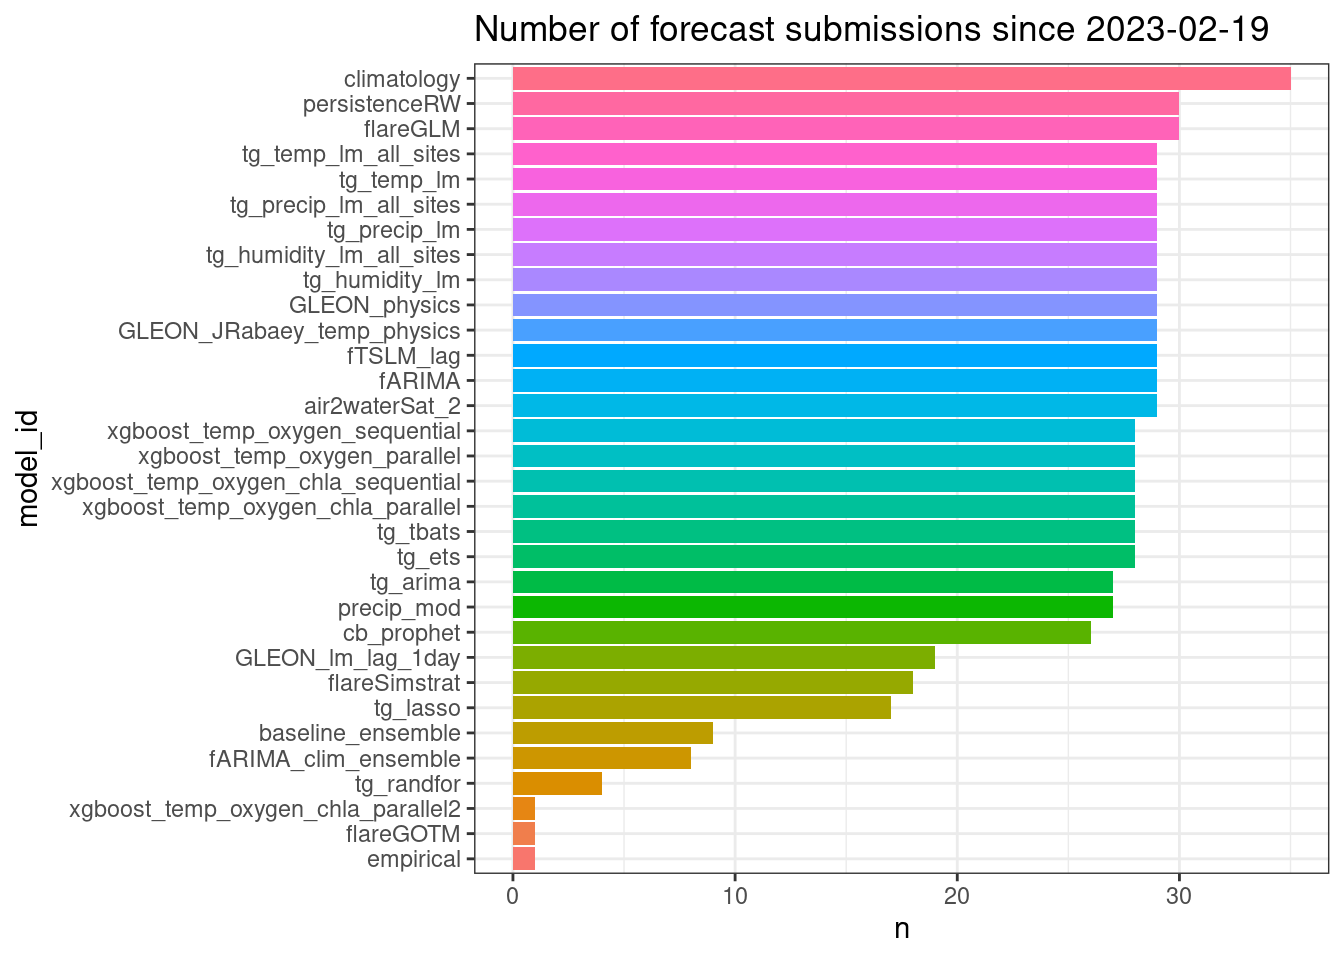 Number of forecast submissions since 2023-02-19
climatology
persistenceRW
flareGLM
tg_temp_lm_all_sites
tg_temp_lm
tg_precip_lm_all_sites
tg_precip_lm
tg_humidity_lm_all_sites
tg_humidity_lm
GLEON_physics
GLEON_JRabaey_temp_physics
fTSLM_lag
fARIMA
air2waterSat_2
xgboost_temp_oxygen_sequential
xgboost_temp_oxygen_parallel
xgboost_temp_oxygen_chla_sequential
xgboost_temp_oxygen_chla_parallel
tg_tbats
tg_ets
tg_arima
precip_mod
cb_prophet
GLEON_lm_lag_1day
flareSimstrat
tg_lasso
baseline_ensemble
fARIMA_clim_ensemble
tg_randfor
xgboost_temp_oxygen_chla_parallel2
flareGOTM
empirical
model_id
0 10 20 30
n